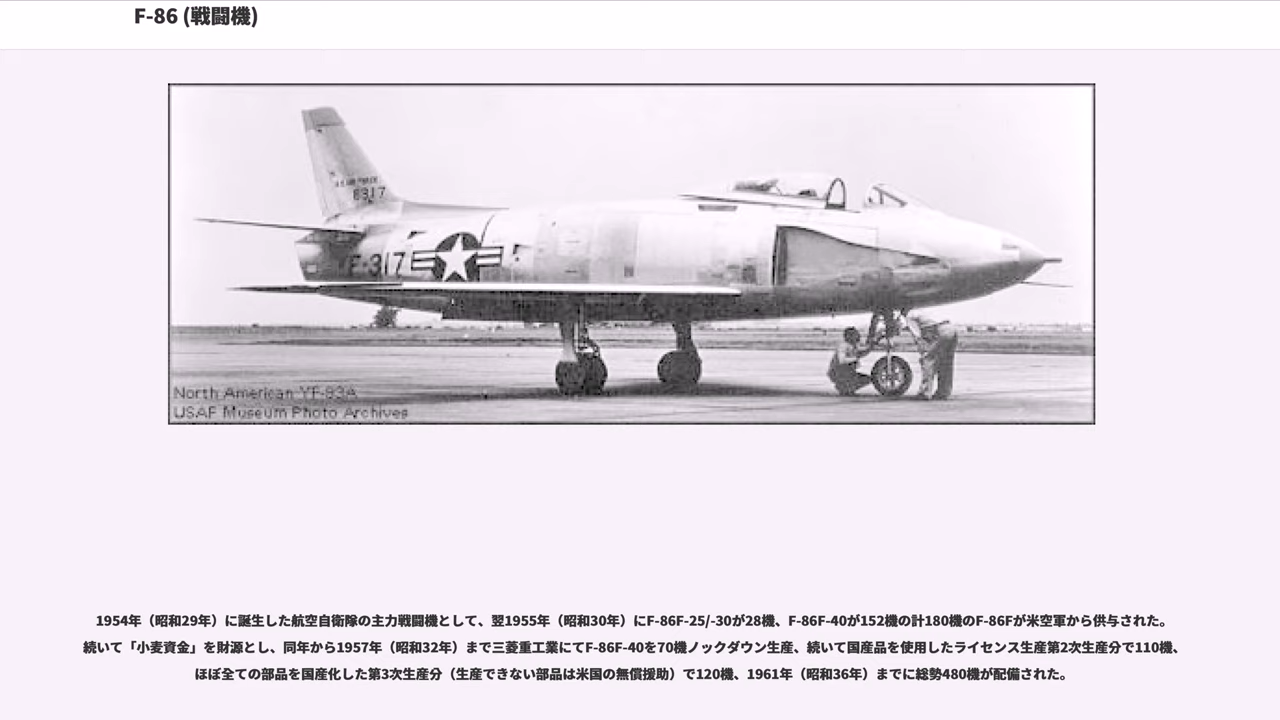 F-86 (戦闘機)
U.S. AIR FORCE
8317
YF-317
North American YF-93A
USAF Museum Photo Archives
1954年（昭和29年）に誕生した航空自衛隊の主力戦闘機として、翌1955年（昭和30年）にF-86F-25/-30が28機、F-86F-40が152機の計180機のF-86Fが米空軍から供与された。
続いて「小麦資金」を財源とし、同年から1957年（昭和32年）まで三菱重工業にてF-86F-40を70機ノックダウン生産、続いて国産品を使用したライセンス生産第2次生産分で110機、
ほぼ全ての部品を国産化した第3次生産分（生産できない部品は米国の無償援助）で120機、1961年（昭和36年）までに総勢480機が配備された。